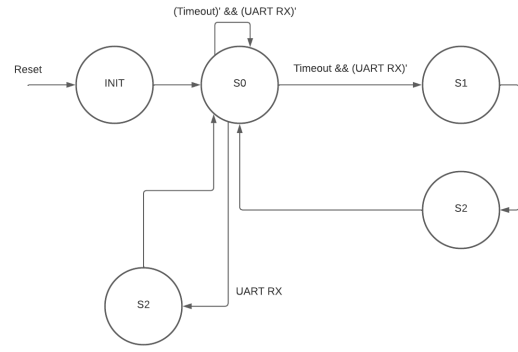 (Timeout)' && (UART RX)'
Reset
INIT
S0
Timeout && (UART RX)'
S1
S2
UART RX
S2